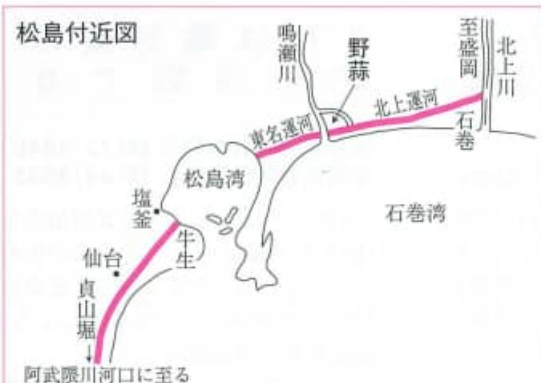 松島付近図
鳴瀬川
野蒜
至盛岡
北上川
東名運河
北上運河
石巻
松島湾
石巻湾
塩釜
牛生
仙台
貞山堀
阿武隈川河口に至る